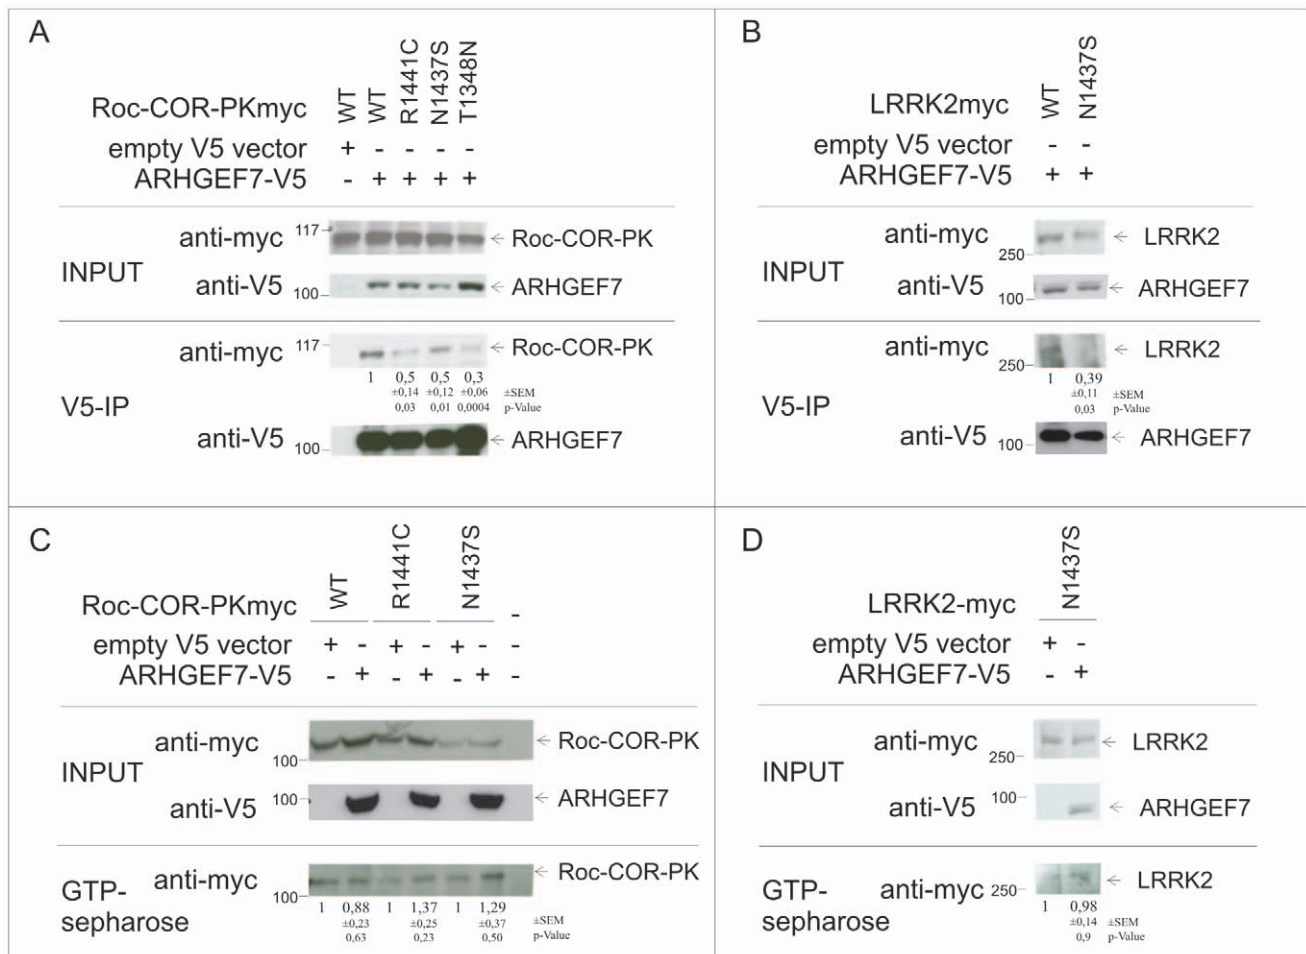 A
Roc-COR-PKmyc WT WT R1441C N1437S T1348N
empty V5 vector + - - - -
ARHGEF7-V5 - + + + +
INPUT
anti-myc 117 ← Roc-COR-PK
anti-V5 100 ← ARHGEF7
V5-IP
anti-myc 117 ← Roc-COR-PK
1 0,5 0,5 0,3
±0,14 ±0,12 ±0,06 ±SEM
0,03 0,01 0,0004 p-Value
anti-V5 100 ← ARHGEF7
B
LRRK2myc WT N1437S
empty V5 vector - -
ARHGEF7-V5 + +
INPUT
anti-myc 250 ← LRRK2
anti-V5 100 ← ARHGEF7
V5-IP
anti-myc 250 ← LRRK2
1 0,39
±0,11 ±SEM
0,03 p-Value
anti-V5 100 ← ARHGEF7
C
Roc-COR-PKmyc WT R1441C N1437S -
empty V5 vector + - + - + - -
ARHGEF7-V5 - + - + - + -
INPUT
anti-myc 100 ← Roc-COR-PK
anti-V5 100 ← ARHGEF7
GTP-
sepharose
anti-myc 100 ← Roc-COR-PK
1 0,88 1 1,37 1 1,29
±0,23 ±0,25 ±0,37 ±SEM
0,63 0,23 0,50 p-Value
D
LRRK2-myc N1437S
empty V5 vector + -
ARHGEF7-V5 - +
INPUT
anti-myc 250 ← LRRK2
anti-V5 100 ← ARHGEF7
GTP-
sepharose
anti-myc 250 ← LRRK2
1 0,98
±0,14 ±SEM
0,9 p-Value